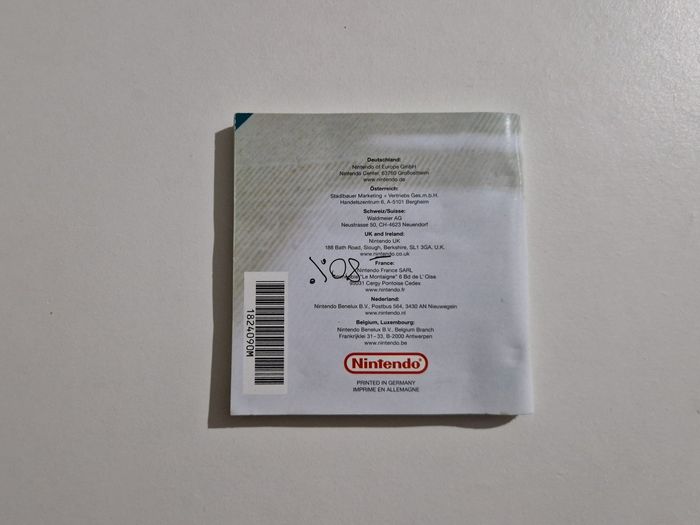 Deutschland:
Nintendo of Europe GmbH
Nintendo Center, 63760 Großostheim
www.nintendo.de
Österreich:
Stadlbauer Marketing + Vertriebs Ges.m.b.H.
Handelszentrum 6, A-5101 Bergheim
Schweiz/Suisse:
Waldmeier AG
Neustrasse 50, CH-4623 Neuendorf
UK and Ireland:
Nintendo UK
188 Bath Road, Slough, Berkshire, SL1 3GA, U.K.
www.nintendo.co.uk
France:
Nintendo France SARL
"Le Montaigne" 6 Bd de L' Oise
95031 Cergy Pontoise Cedex
www.nintendo.fr
Nederland:
Nintendo Benelux B.V., Postbus 564, 3430 AN Nieuwegein
www.nintendo.nl
Belgium, Luxembourg:
Nintendo Benelux B.V., Belgium Branch
Frankrijklei 31-33, B-2000 Antwerpen
www.nintendo.be
Nintendo
PRINTED IN GERMANY
IMPRIME EN ALLEMAGNE
1824090M